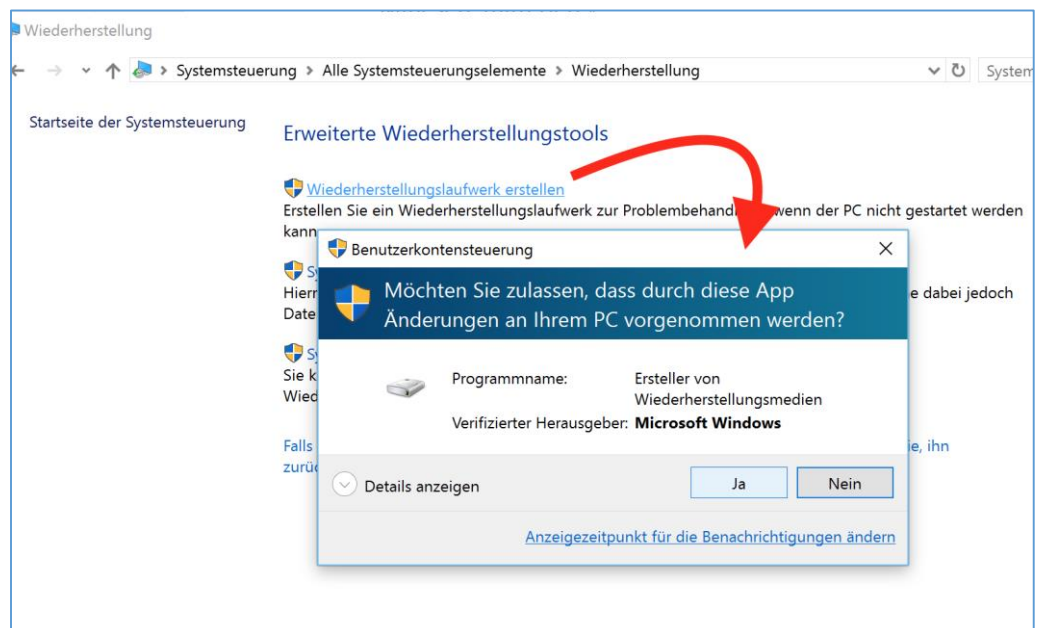 Wiederherstellung
Systemsteuerung > Alle Systemsteuerungselemente > Wiederherstellung
System
Startseite der Systemsteuerung
Erweiterte Wiederherstellungstools
Wiederherstellungslaufwerk erstellen
Erstellen Sie ein Wiederherstellungslaufwerk zur wenn der PC nicht gestartet werden
kann
Benutzerkontensteuerung
Möchten Sie zulassen, dass durch diese App
Änderungen an Ihrem PC vorgenommen werden?
Hier
e dabei jedoch
Date
Sie k
Wied
Programmname: Ersteller von
Wiederherstellungsmedien
Verifizierter Herausgeber: Microsoft Windows
Falls
ie, ihn
zurüc
Details anzeigen
Ja
Nein
Anzeigezeitpunkt für die Benachrichtigungen ändern